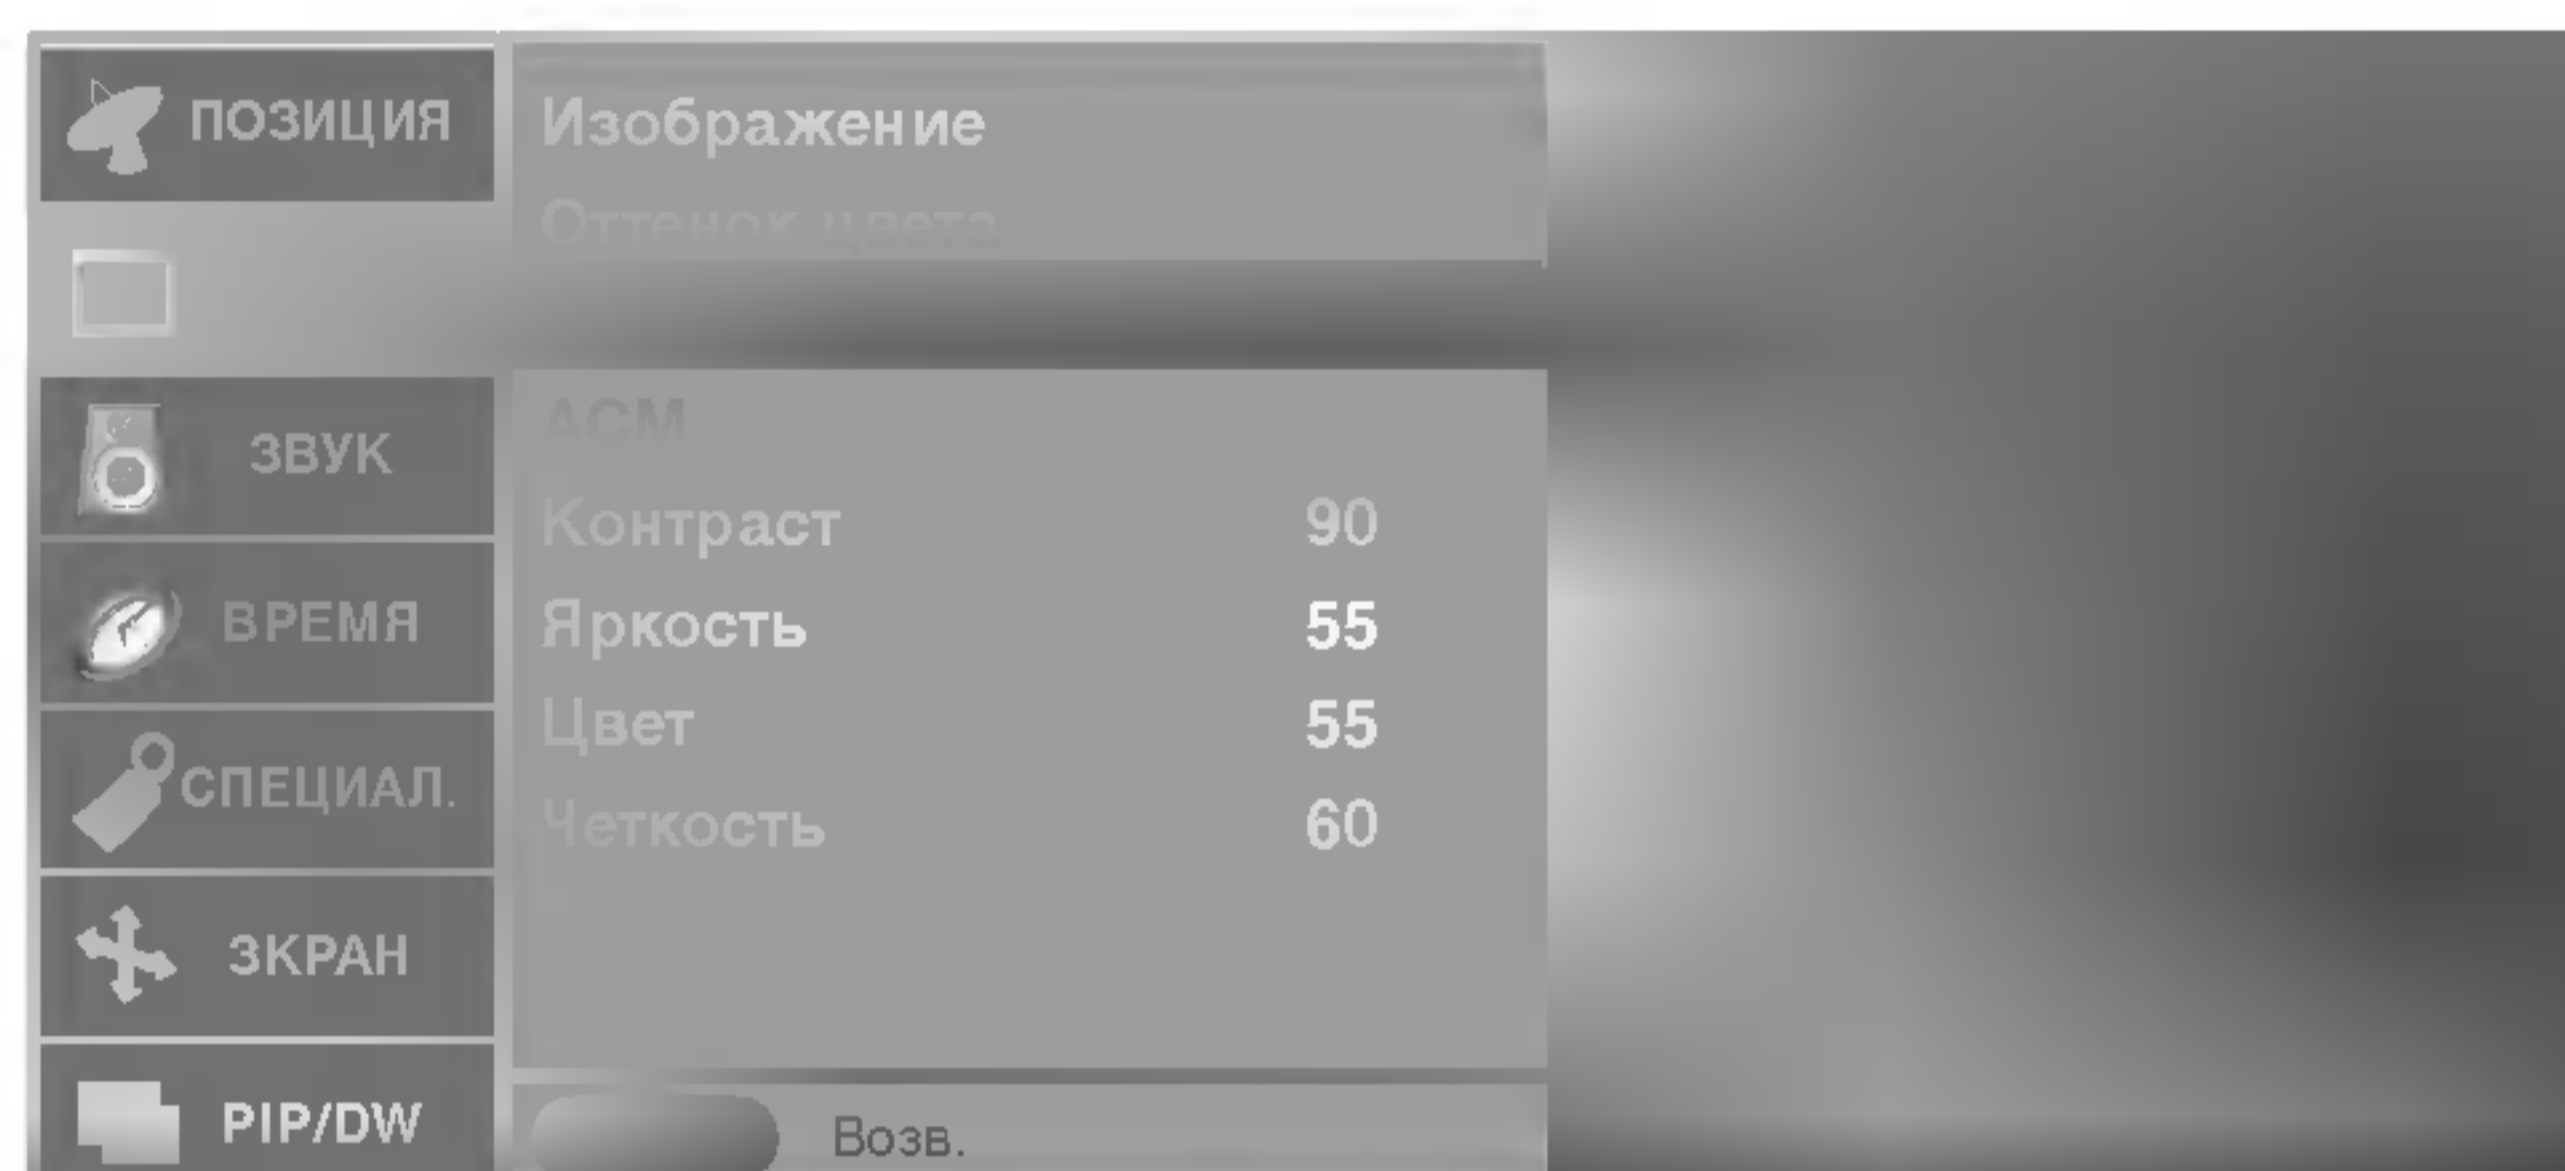 ПОЗИЦИЯ
ЗВУК
ВРЕМЯ
СПЕЦИАЛ.
ЗКРАН
PIP/DW
Изображение
Оттенок цвета
ACM
Контраст 90
Яркость 55
Цвет 55
Четкость 60
Возв.